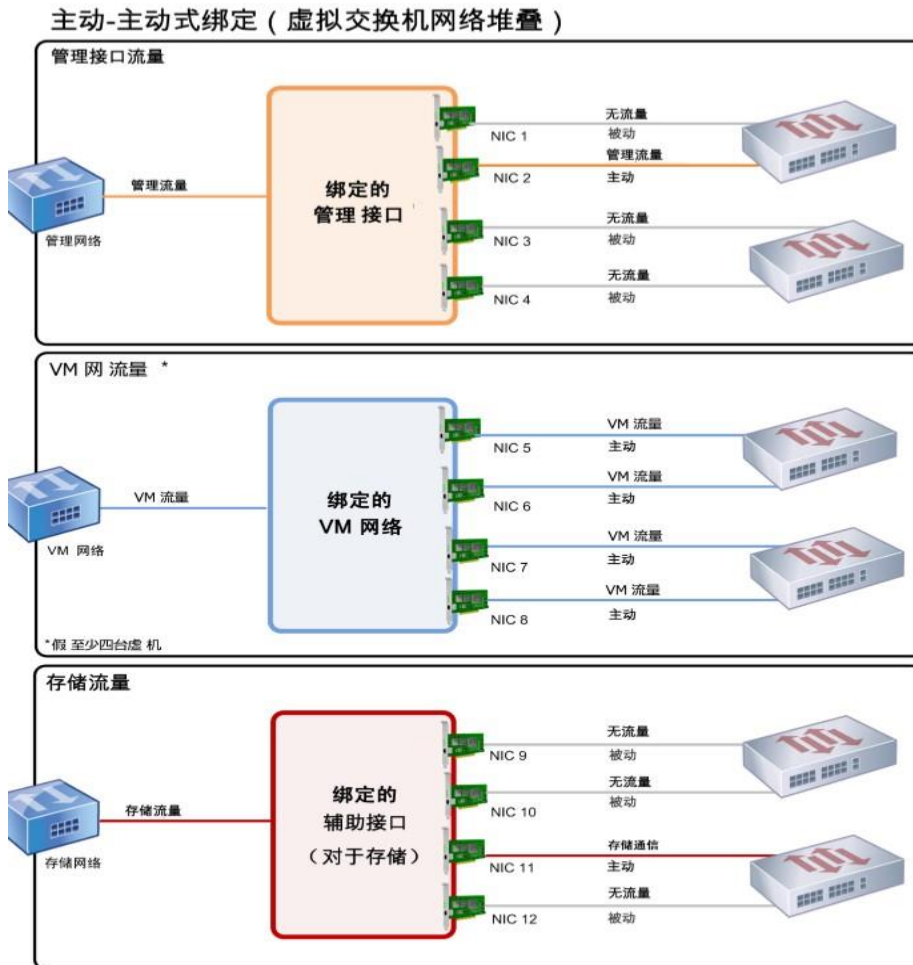 主动-主动式绑定（虚拟交换机网络堆叠）
管理接口流量
管理网络
管理流量
绑定的
管理 接口
NIC 1
无流量
被动
NIC 2
管理流量
主动
NIC 3
无流量
被动
NIC 4
无流量
被动
VM 网 流量 *
VM 网络
VM 流量
绑定的
VM 网络
NIC 5
VM 流量
主动
NIC 6
VM 流量
主动
NIC 7
VM 流量
主动
NIC 8
VM 流量
主动
*假 至少四台虚 机
存储流量
存储网络
存储流量
绑定的
辅助接口
（对于存储）
NIC 9
无流量
被动
NIC 10
无流量
被动
NIC 11
存储通信
主动
NIC 12
无流量
被动